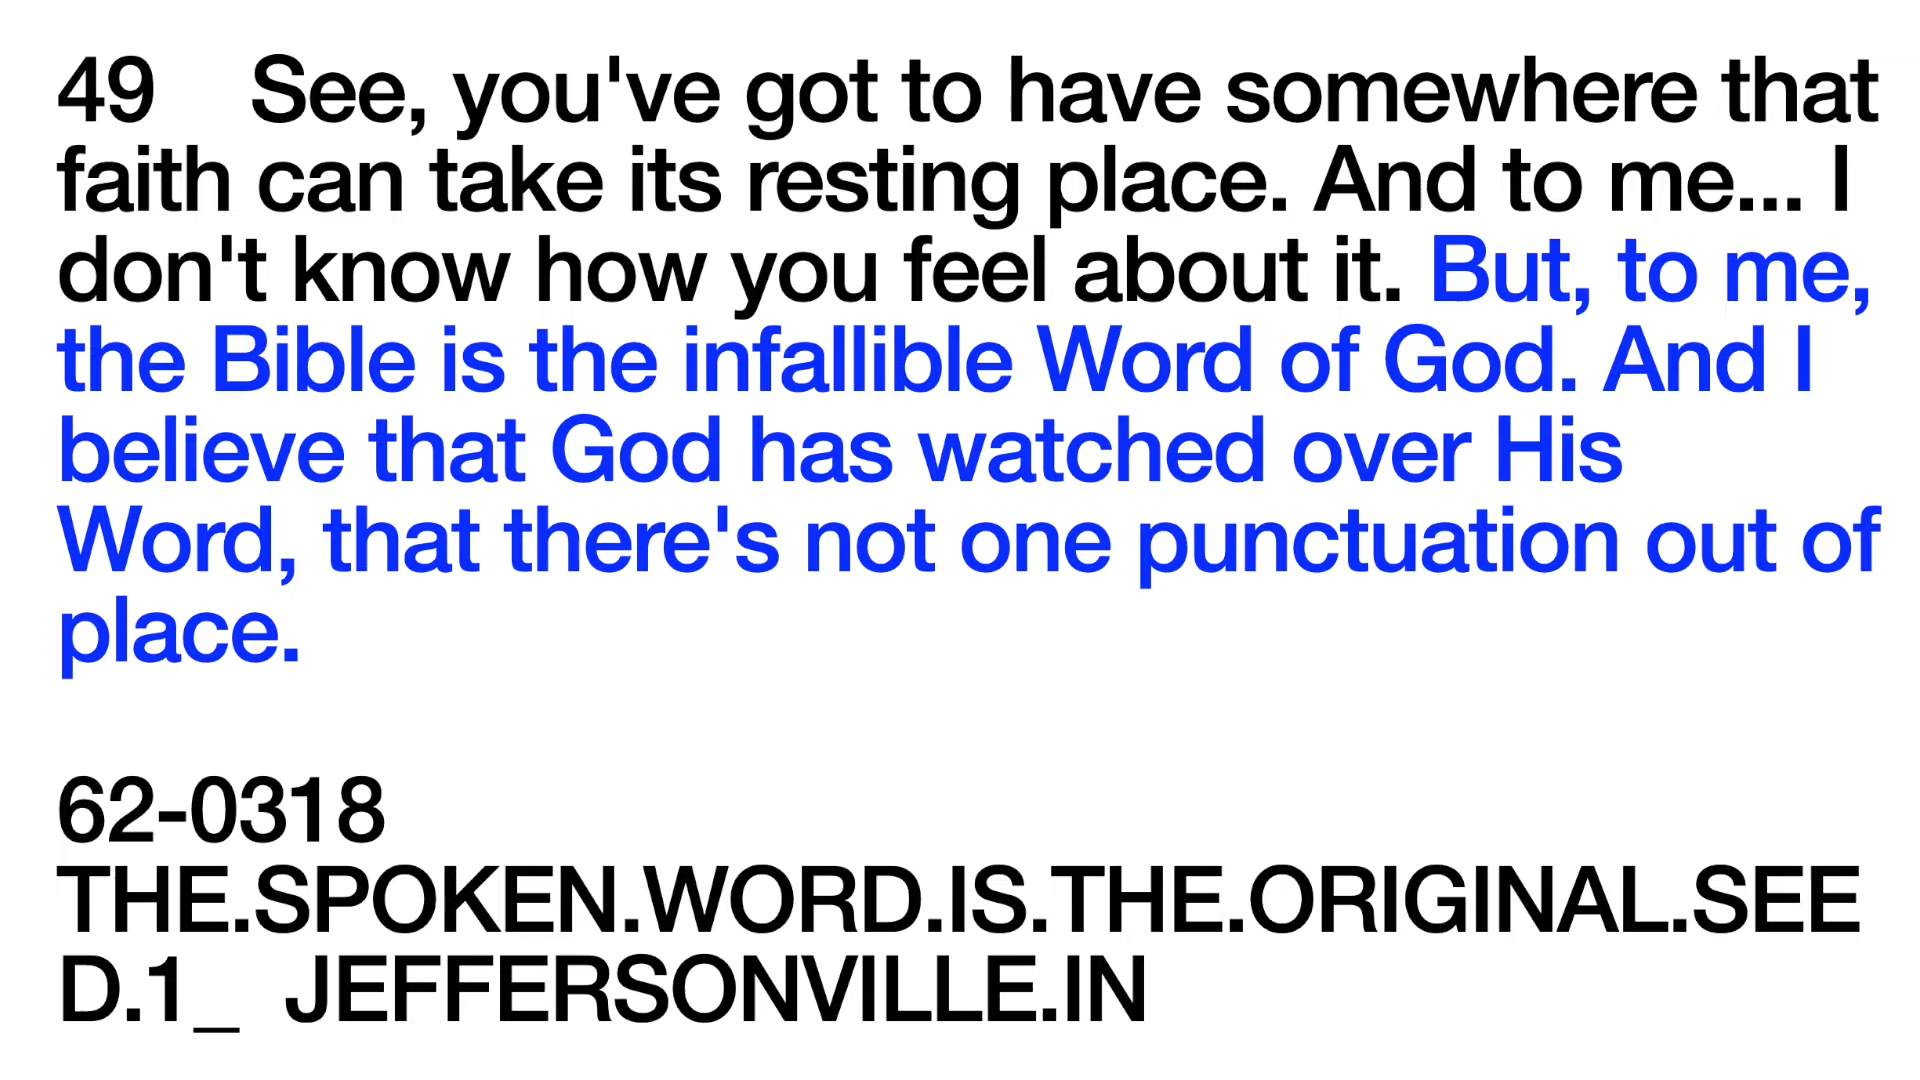 49 See, you've got to have somewhere that
faith can take its resting place. And to me... I
don't know how you feel about it. But, to me,
the Bible is the infallible Word of God. And I
believe that God has watched over His
Word, that there's not one punctuation out of
place.
62-0318
THE.SPOKEN.WORD.IS.THE.ORIGINAL.SEE
D.1_ JEFFERSONVILLE.IN